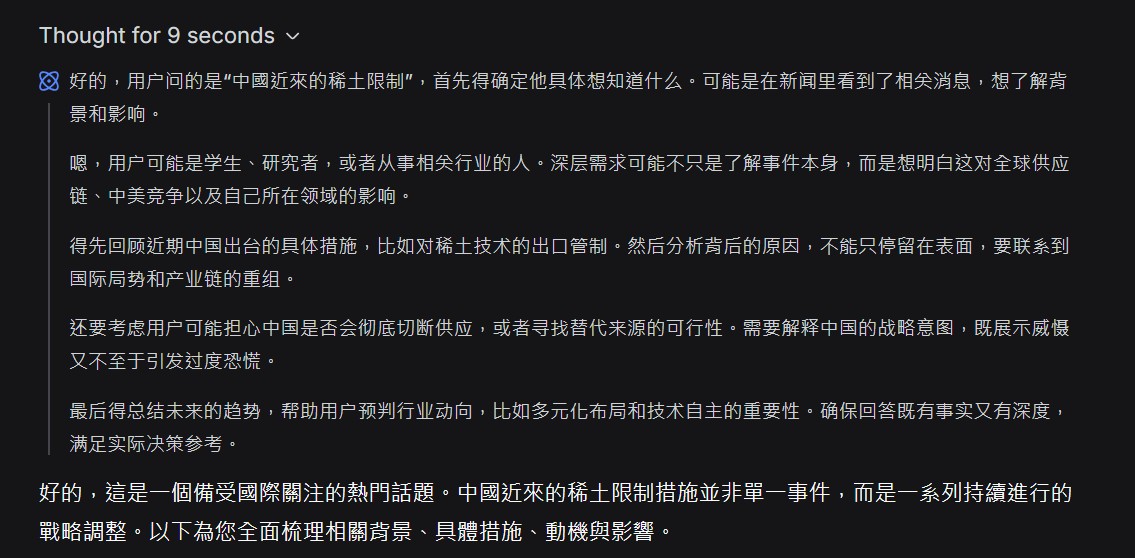 Thought for 9 seconds
好的，用户问的是“中國近來的稀土限制”，首先得确定他具体想知道什么。可能是在新闻里看到了相关消息，想了解背
景和影响。
嗯，用户可能是学生、研究者，或者从事相关行业的人。深层需求可能不只是了解事件本身，而是想明白这对全球供应
链、中美竞争以及自己所在领域的影响。
得先回顾近期中国出台的具体措施，比如对稀土技术的出口管制。然后分析背后的原因，不能只停留在表面，要联系到
国际局势和产业链的重组。
还要考虑用户可能担心中国是否会彻底切断供应，或者寻找替代来源的可行性。需要解释中国的战略意图，既展示威慑
又不至于引发过度恐慌。
最后得总结未来的趋势，帮助用户预判行业动向，比如多元化布局和技术自主的重要性。确保回答既有事实又有深度，
满足实际决策参考。
好的，這是一個備受國際關注的熱門話題。中國近來的稀土限制措施並非單一事件，而是一系列持續進行的
戰略調整。以下為您全面梳理相關背景、具體措施、動機與影響。